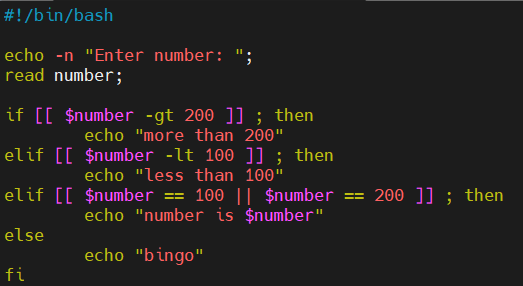 #!/bin/bash
echo -n "Enter number: ";
read number;
if [[ $number -gt 200 ]] ; then
echo "more than 200"
elif [[ $number -lt 100 ]] ; then
echo "less than 100"
elif [[ $number == 100 || $number == 200 ]] ; then
echo "number is $number"
else
echo "bingo"
fi